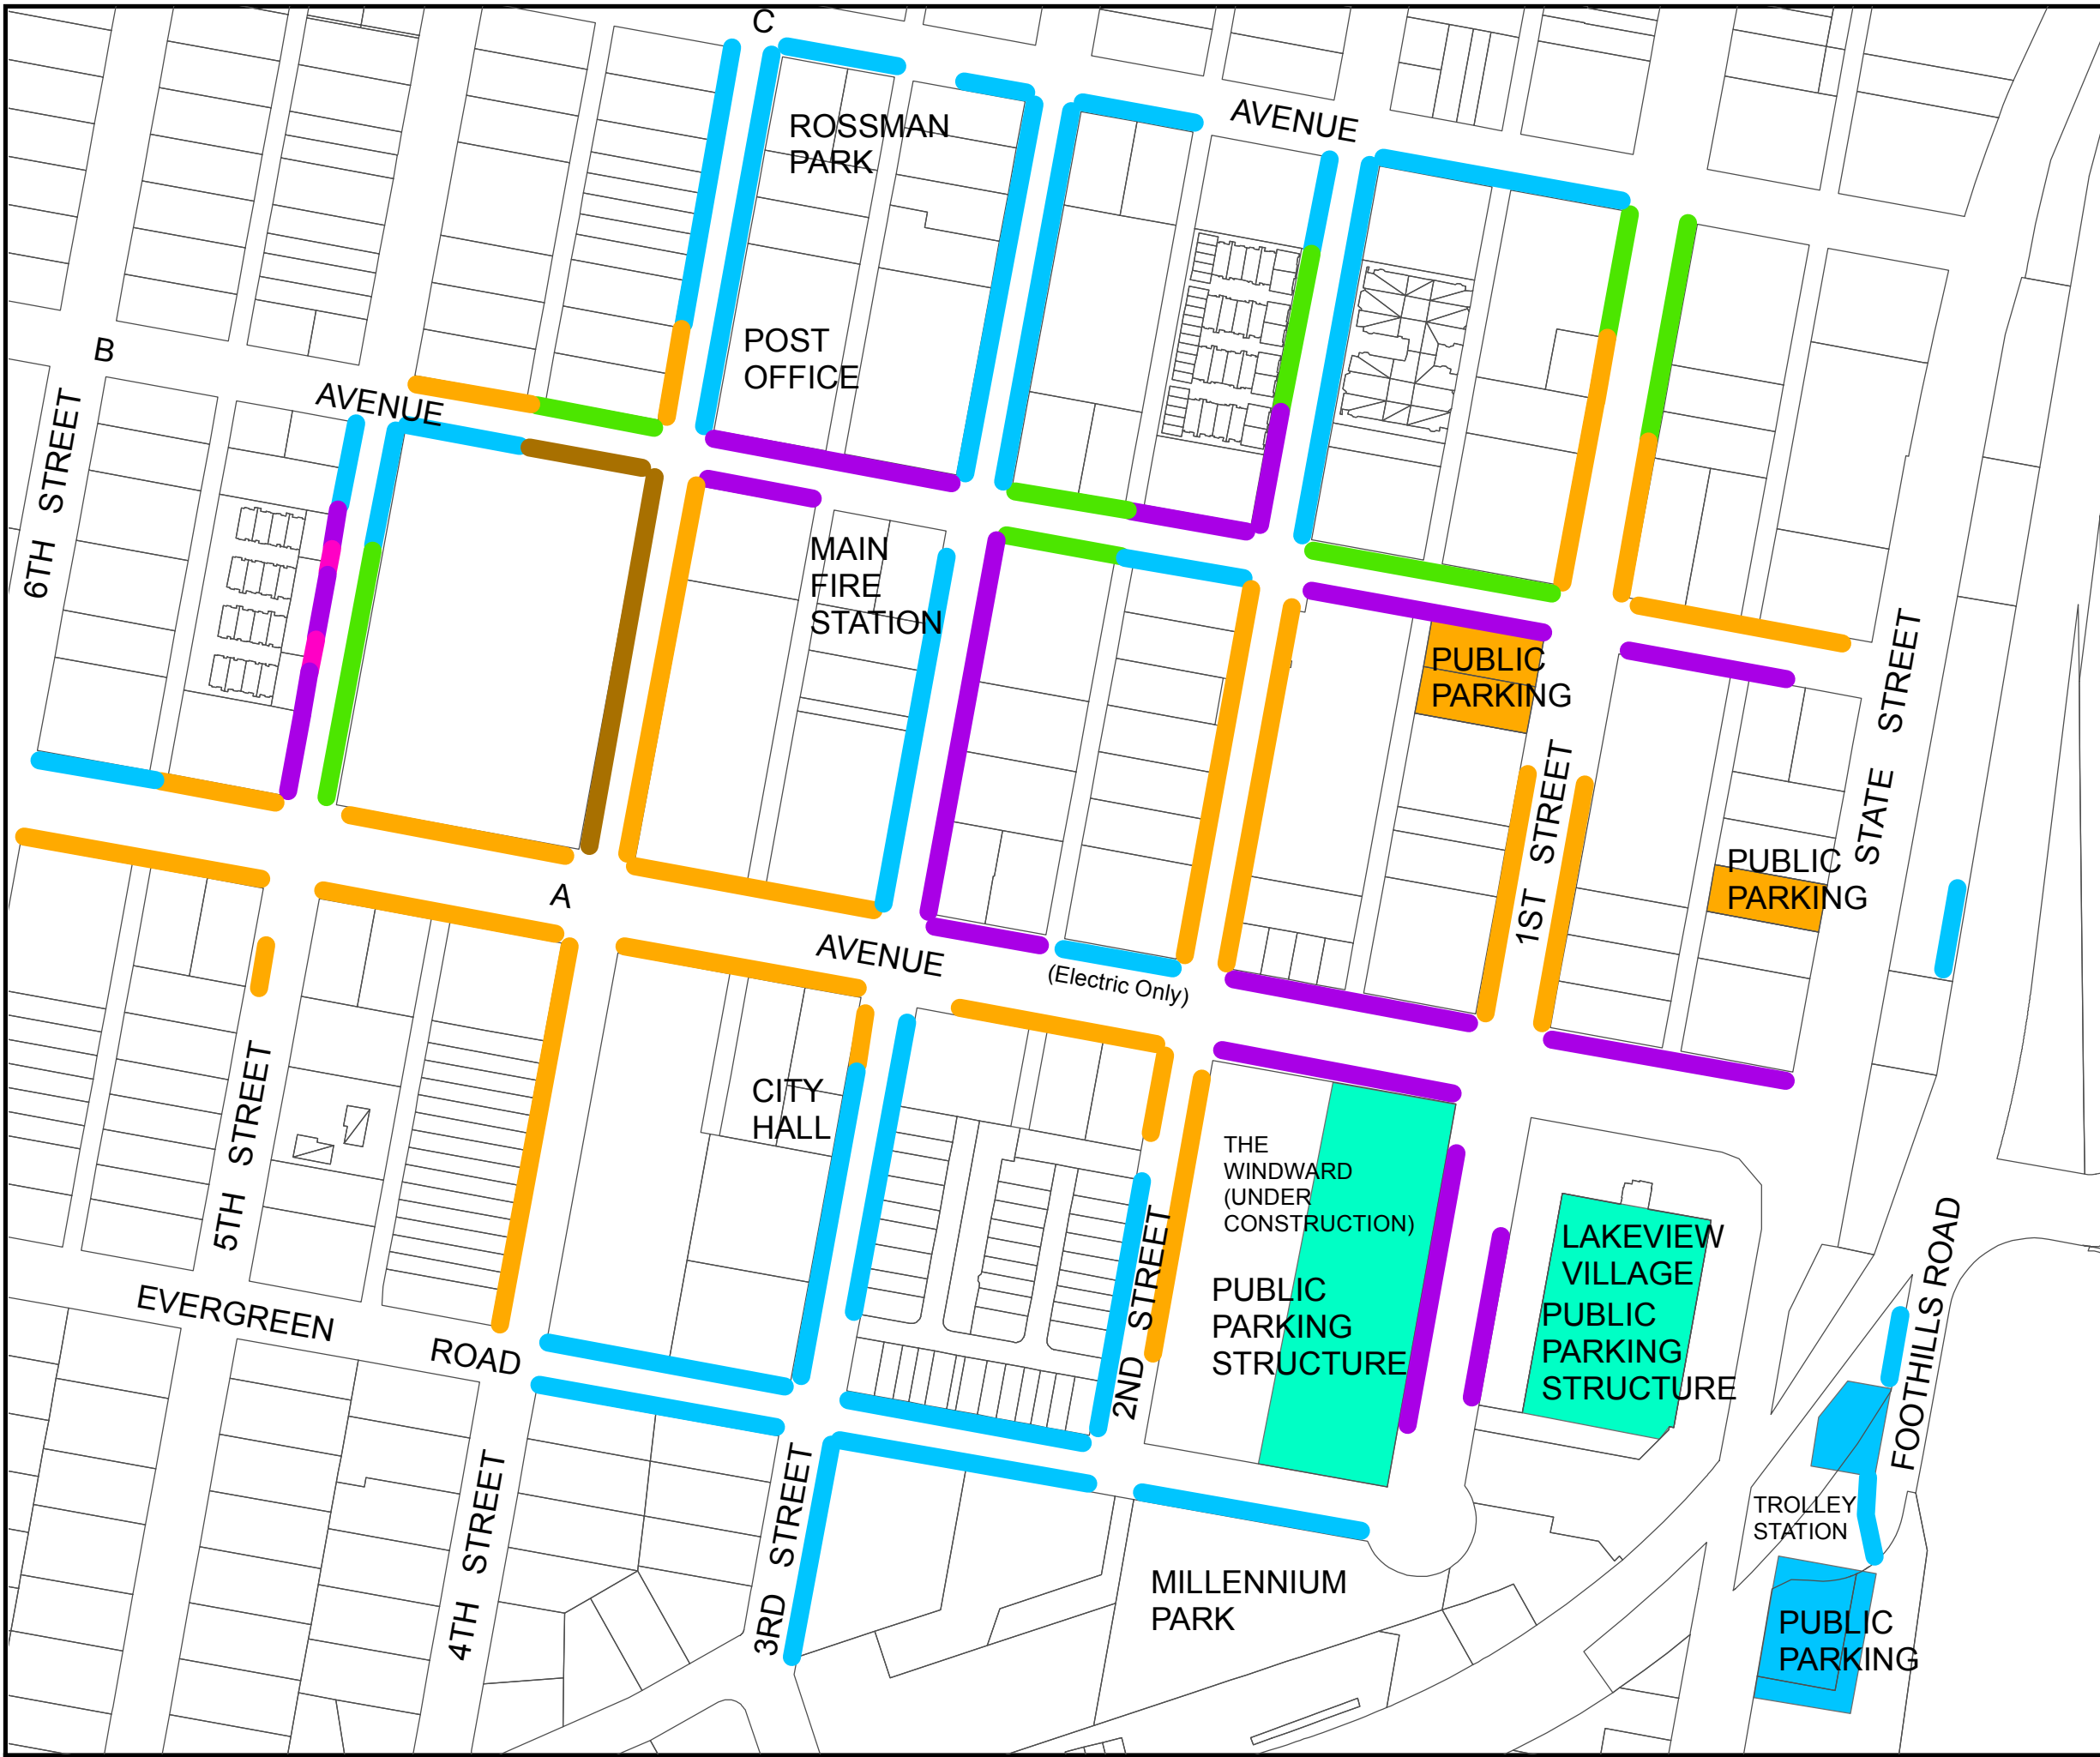 C
AVENUE
ROSSMAN
PARK
POST
OFFICE
B
AVENUE
6TH STREET
MAIN
FIRE
STATION
PUBLIC
PARKING
STATE STREET
1ST STREET
PUBLIC
PARKING
A
AVENUE
(Electric Only)
CITY
HALL
5TH STREET
THE
WINDWARD
(UNDER
CONSTRUCTION)
PUBLIC
PARKING
STRUCTURE
2ND STREET
LAKEVIEW
VILLAGE
PUBLIC
PARKING
STRUCTURE
FOOTHILLS ROAD
EVERGREEN
ROAD
4TH STREET
3RD STREET
TROLLEY
STATION
MILLENNIUM
PARK
PUBLIC
PARKING